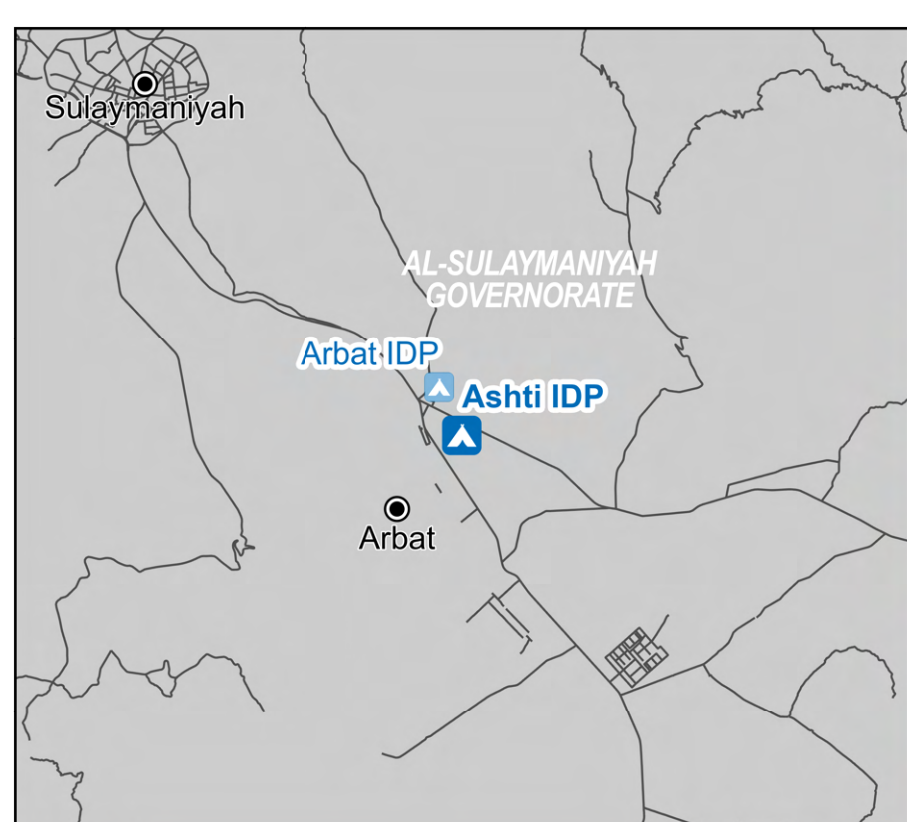 Sulaymaniyah
AL-SULAYMANIYAH
GOVERNORATE
Arbat IDP
Ashti IDP
Arbat